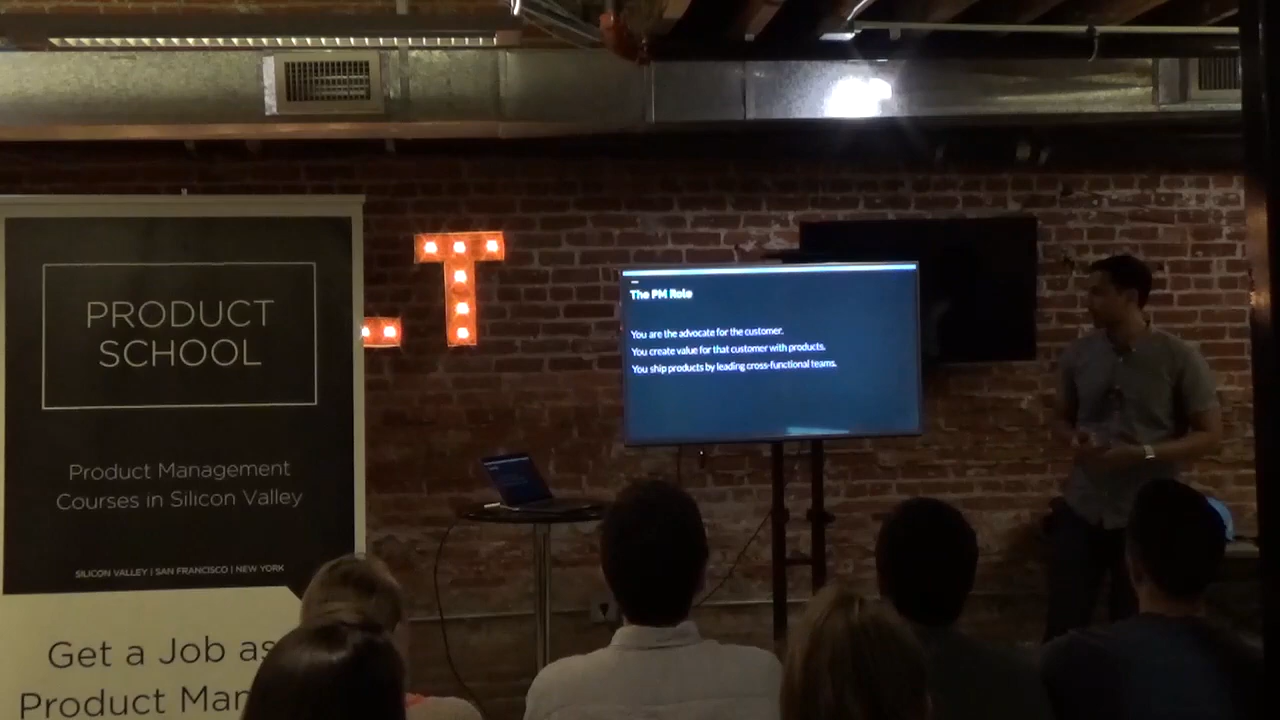 PRODUCT
SCHOOL
Product Management
Courses in Silicon Valley
SILICON VALLEY | SAN FRANCISCO | NEW YORK
Get a Job as
Product Man
T
The PM Role
You are the advocate for the customer.
You create value for that customer with products.
You ship products by leading cross-functional teams.